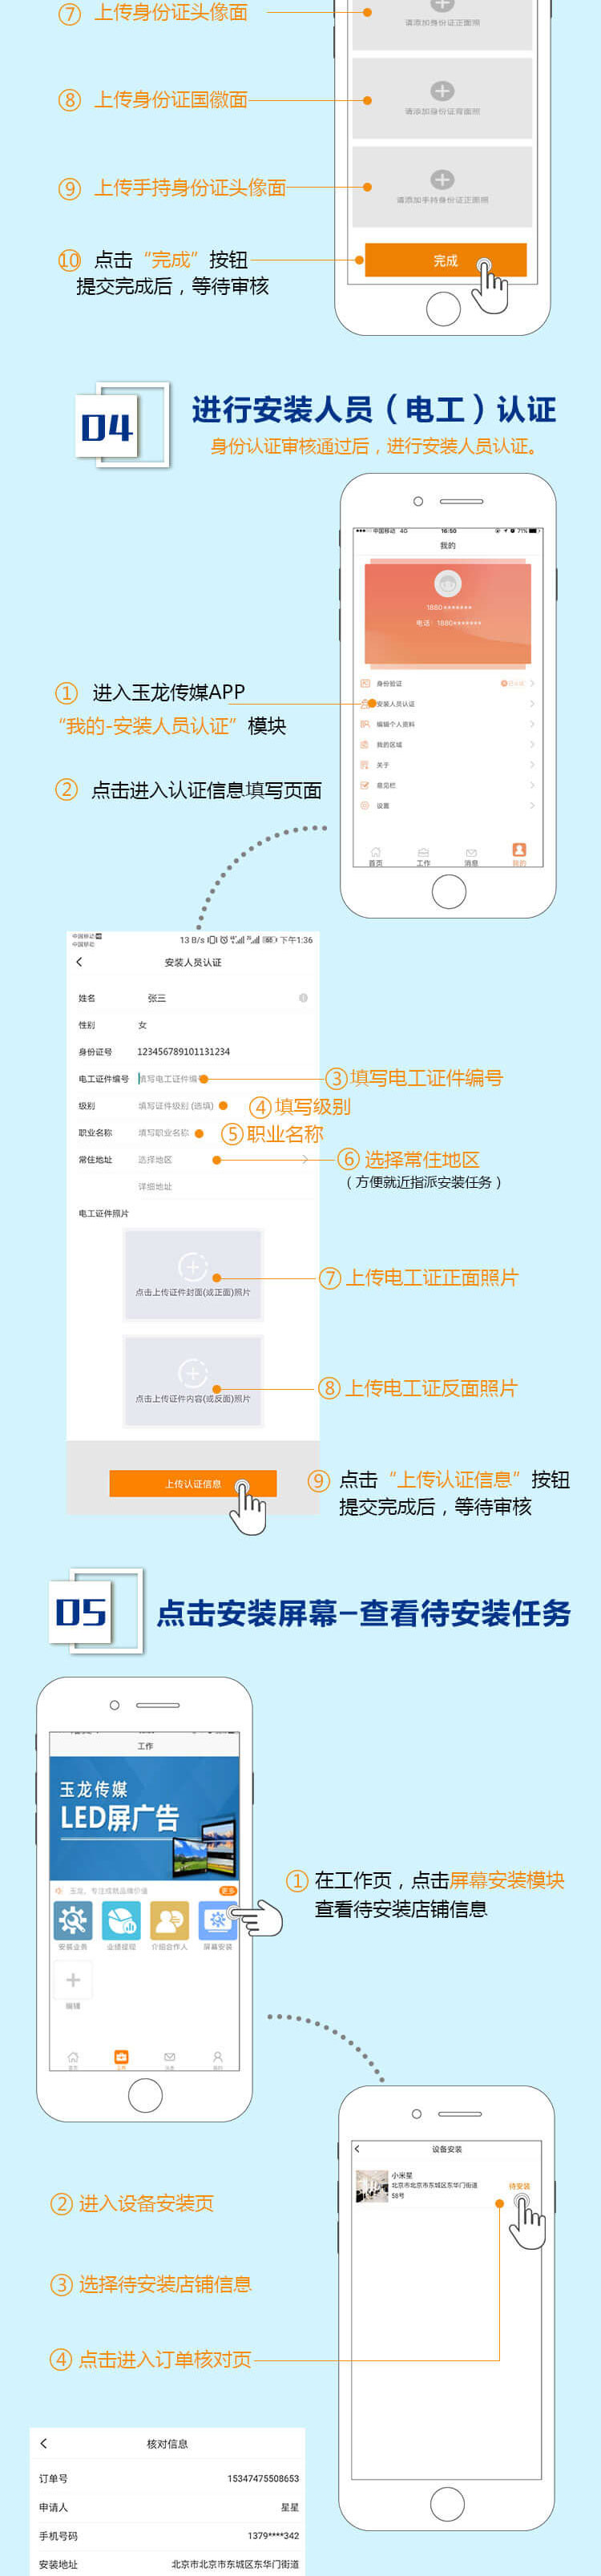 ⑦ 上传身份证头像面
请添加身份证正面照
⑧ 上传身份证国徽面
请添加身份证背面照
⑨ 上传手持身份证头像面
请添加手持身份证正面照
⑩ 点击“完成”按钮
提交完成后，等待审核
完成
04
进行安装人员（电工）认证
身份认证审核通过后，进行安装人员认证。
中国移动 4G 16:50 71%
我的
1880*******
电话：1880*******
身份验证
安装人员认证
编辑个人资料
我的区域
关于
意见栏
设置
首页 工作 消息 我的
① 进入玉龙传媒APP
“我的-安装人员认证”模块
② 点击进入认证信息填写页面
中国移动
中国移动
13 B/s 下午1:36
安装人员认证
姓名 张三
性别 女
身份证号 123456789101131234
电工证件编号 填写电工证件编号
级别 填写证件级别 (选填)
职业名称 填写职业名称
常住地址 选择地区
详细地址
电工证件照片
点击上传证件封面(或正面)照片
点击上传证件内容(或反面)照片
上传认证信息
③ 填写电工证件编号
④ 填写级别
⑤ 职业名称
⑥ 选择常住地区
（方便就近指派安装任务）
⑦ 上传电工证正面照片
⑧ 上传电工证反面照片
⑨ 点击“上传认证信息”按钮
提交完成后，等待审核
05
点击安装屏幕-查看待安装任务
工作
玉龙传媒
LED屏广告
玉龙，专注成就品牌价值 更多
安装业务 业绩提现 介绍合作人 屏幕安装
编辑
① 在工作页，点击屏幕安装模块
查看待安装店铺信息
设备安装
小米星
北京市北京市东城区东华门街道
58号
待安装
② 进入设备安装页
③ 选择待安装店铺信息
④ 点击进入订单核对页
核对信息
订单号 15347475508653
申请人 星星
手机号码 1379****342
安装地址 北京市北京市东城区东华门街道